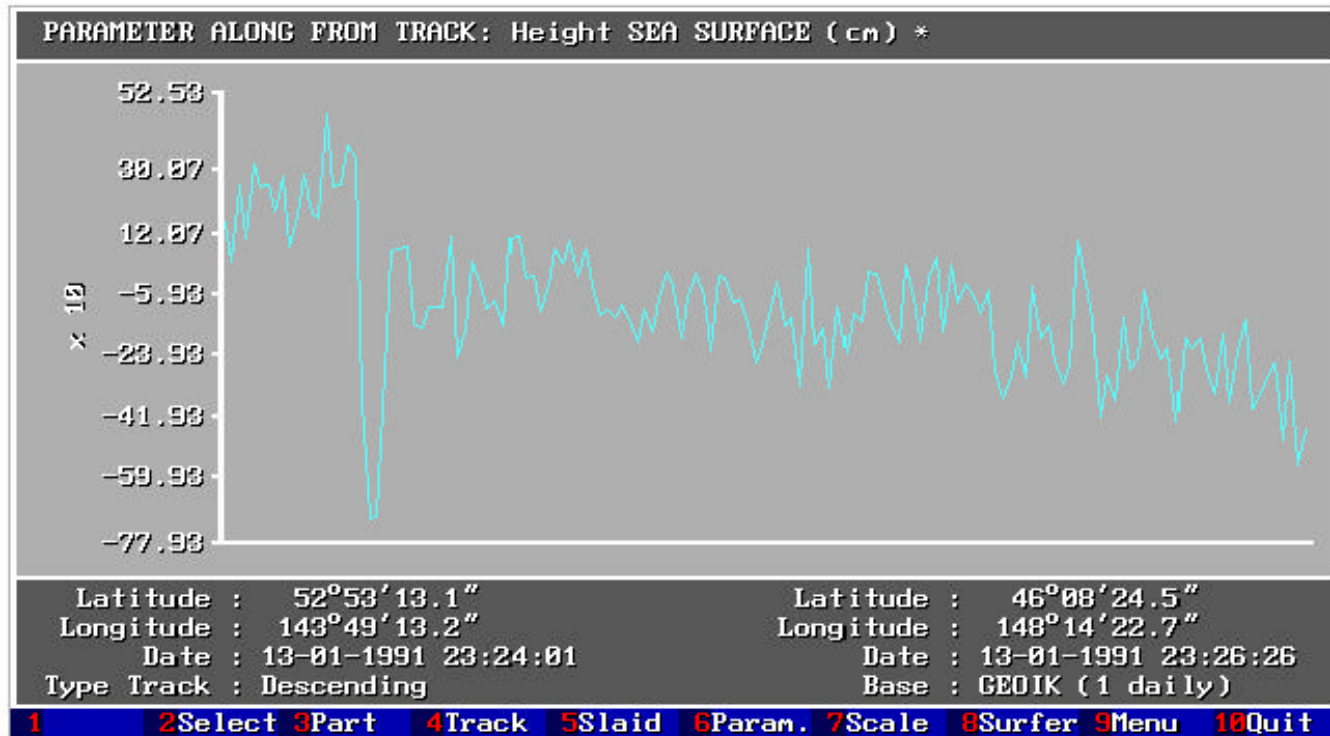 PARAMETER ALONG FROM TRACK: Height SEA SURFACE (cm) *
52.53
30.07
12.07
-5.93
-23.93
-41.93
-59.93
-77.93
x 10
Latitude : 52°53′13.1″ Latitude : 46°08′24.5″
Longitude : 143°49′13.2″ Longitude : 148°14′22.7″
Date : 13-01-1991 23:24:01 Date : 13-01-1991 23:26:26
Type Track : Descending Base : GEOIK (1 daily)
1 2Select 3Part 4Track 5Slaid 6Param. 7Scale 8Surfer 9Menu 10Quit